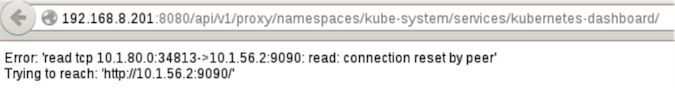 192.168.8.201:8080/api/v1/proxy/namespaces/kube-system/services/kubernetes-dashboard/
Error: 'read tcp 10.1.80.0:34813->10.1.56.2:9090: read: connection reset by peer'
Trying to reach: 'http://10.1.56.2:9090/'